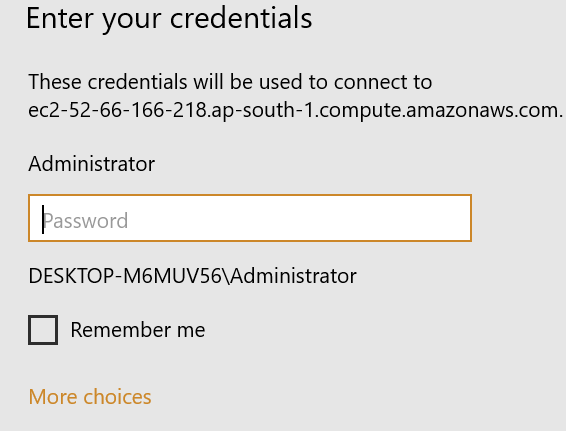 Enter your credentials
These credentials will be used to connect to
ec2-52-66-166-218.ap-south-1.compute.amazonaws.com.
Administrator
Password
DESKTOP-M6MUV56\Administrator
Remember me
More choices